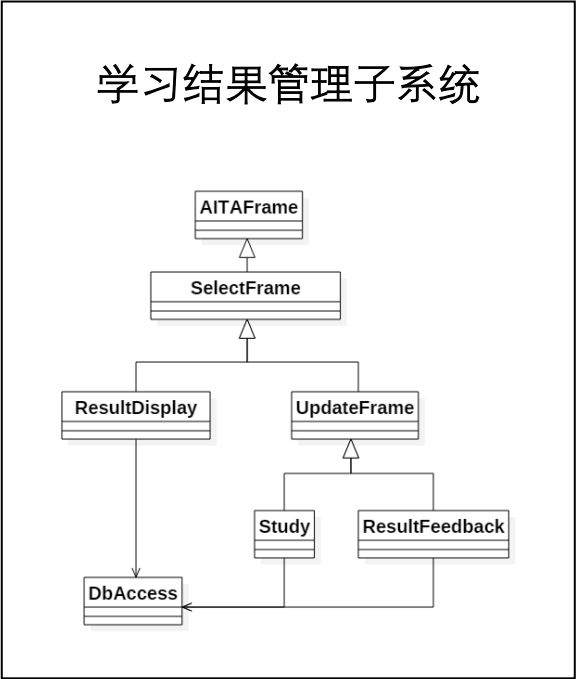 学习结果管理子系统
AITAFrame
SelectFrame
ResultDisplay
UpdateFrame
Study
ResultFeedback
DbAccess